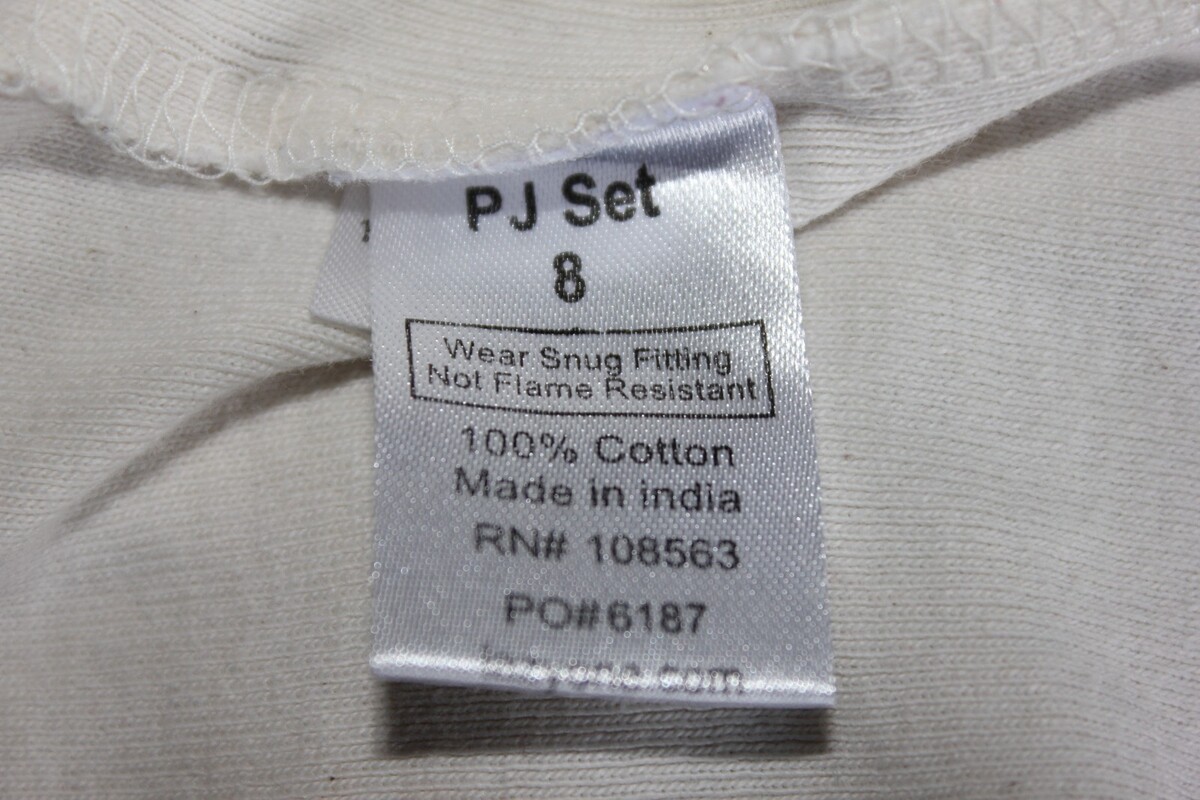 PJ Set
8
Wear Snug Fitting
Not Flame Resistant
100% Cotton
Made in india
RN# 108563
PO#6187